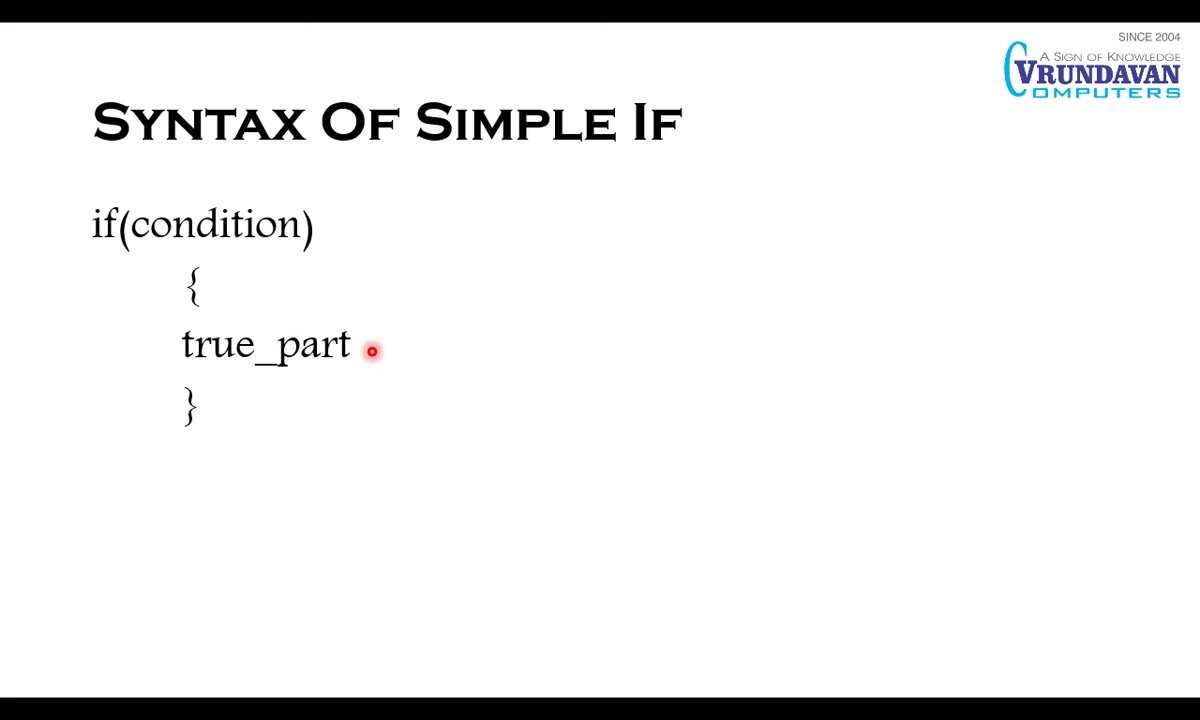 SINCE 2004
A SIGN OF KNOWLEDGE
VRUNDAVAN
COMPUTERS
SYNTAX OF SIMPLE IF
if(condition)
{
true_part
}